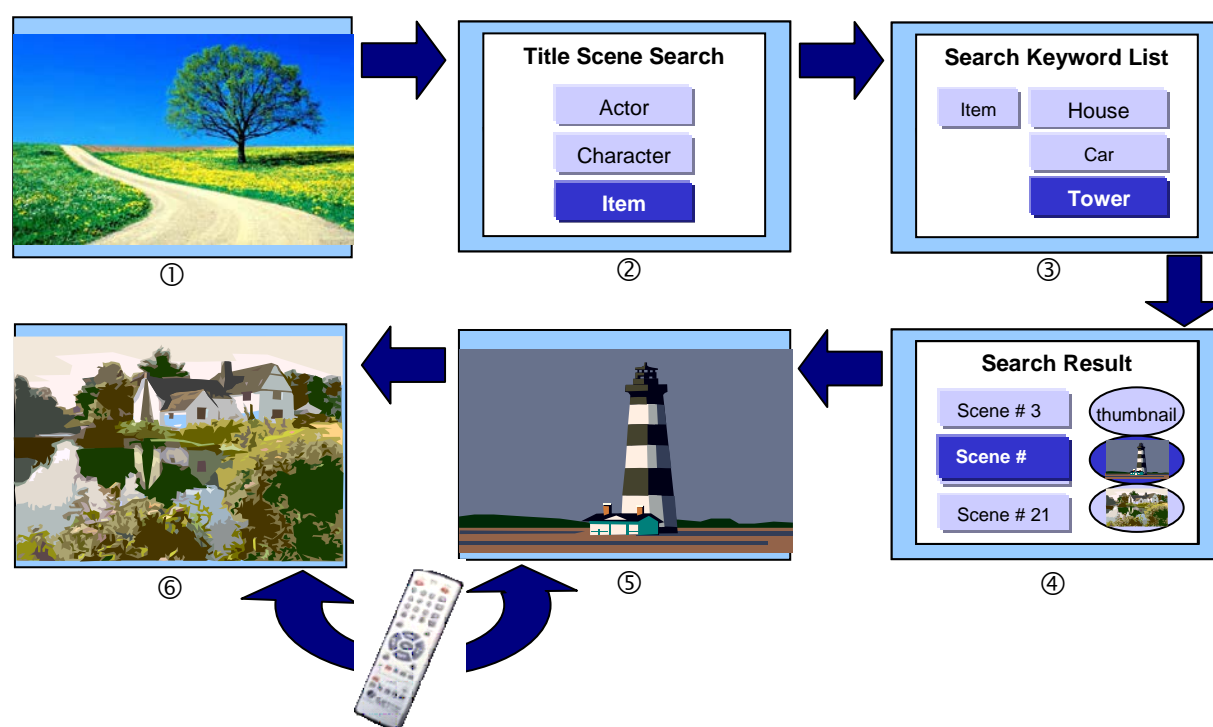 ①
Title Scene Search
Actor
Character
Item
②
Search Keyword List
Item
House
Car
Tower
③
Search Result
Scene # 3
thumbnail
Scene #
Scene # 21
④
⑤
⑥